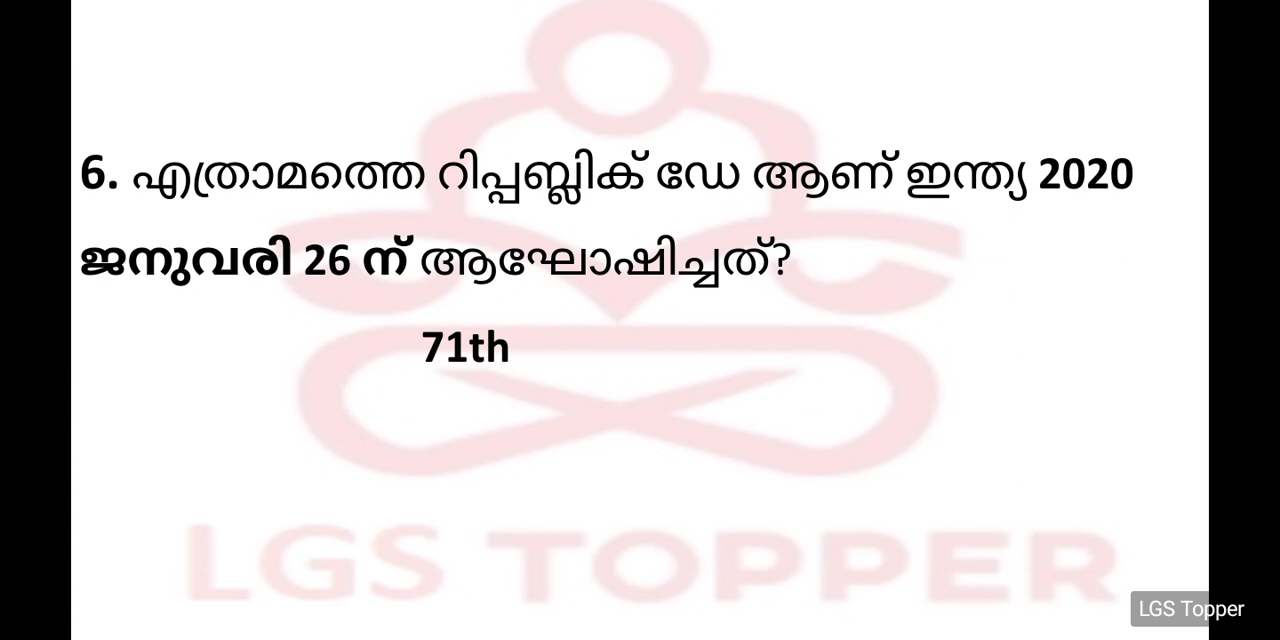 6. എത്രാമത്തെ റിപ്പബ്ലിക് ഡേ ആണ് ഇന്ത്യ 2020
ജനുവരി 26 ന് ആഘോഷിച്ചത്?
71th
LGS TOPPER
LGS Topper